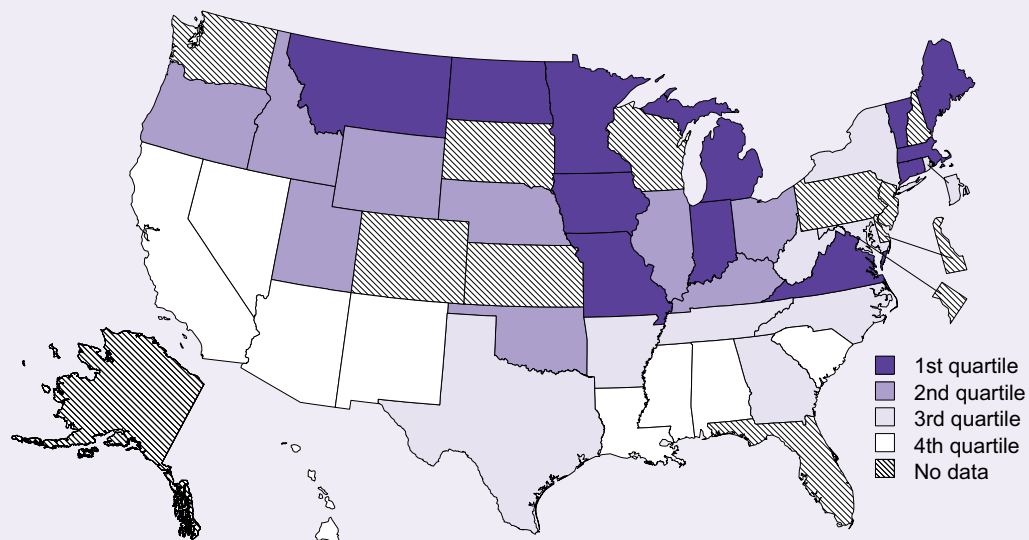 1st quartile
2nd quartile
3rd quartile
4th quartile
No data